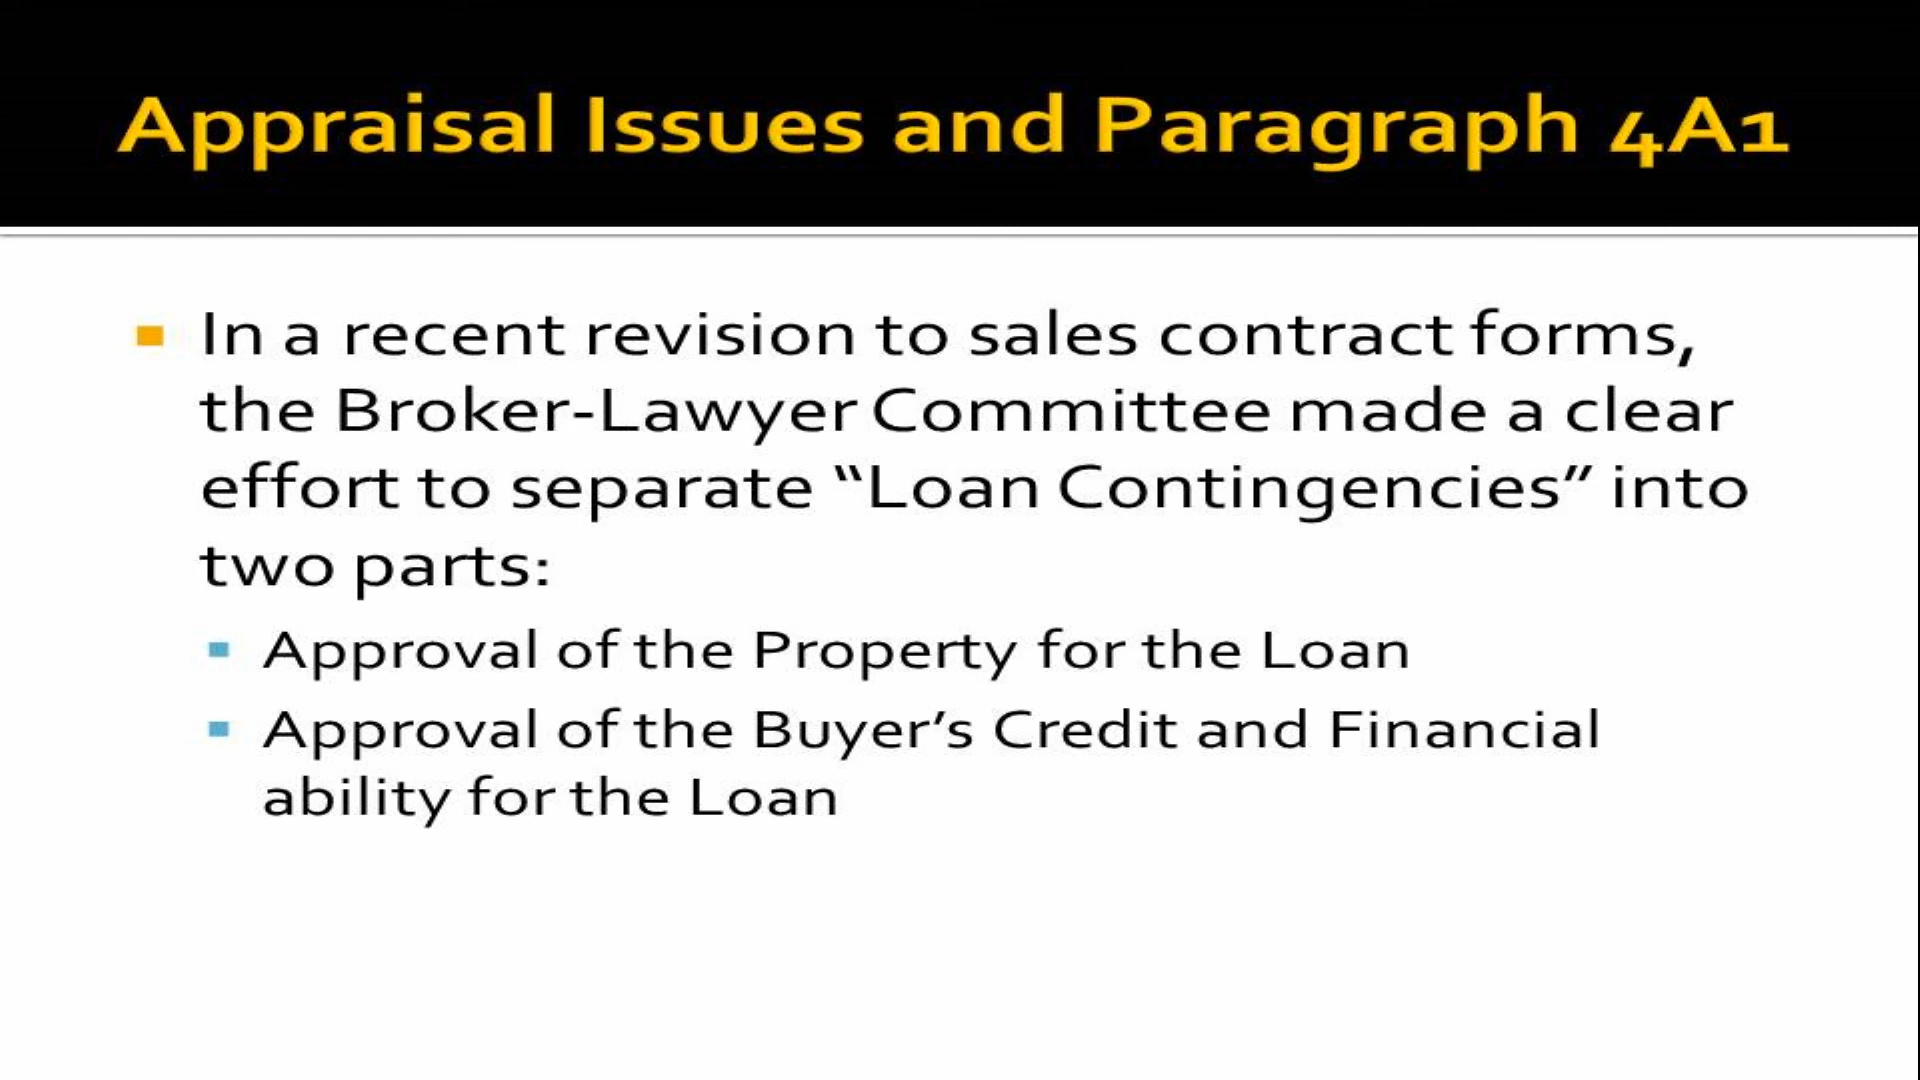 Appraisal Issues and Paragraph 4A1
In a recent revision to sales contract forms,
the Broker-Lawyer Committee made a clear
effort to separate “Loan Contingencies” into
two parts:
Approval of the Property for the Loan
Approval of the Buyer’s Credit and Financial
ability for the Loan